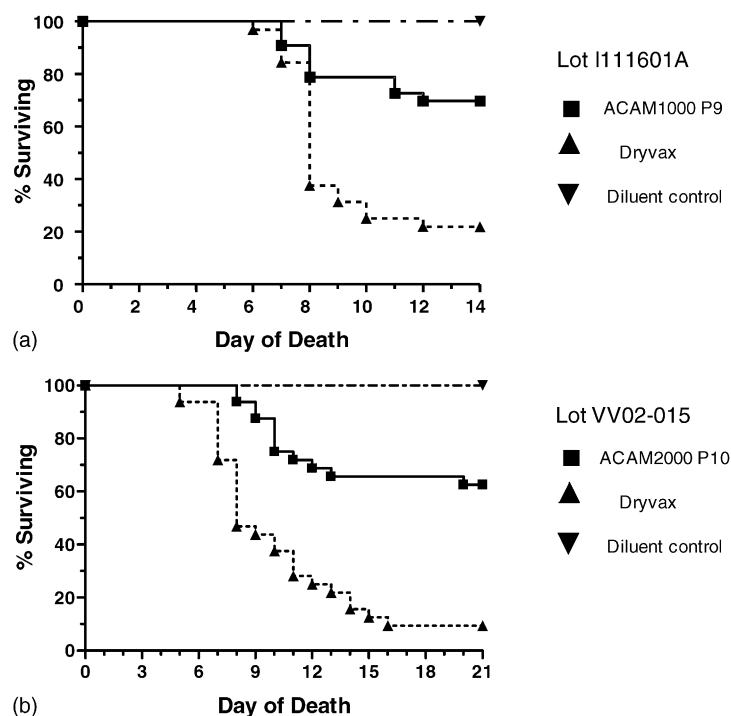 100
80
60
40
20
0
% Surviving
0 2 4 6 8 10 12 14
Day of Death
(a)
Lot I111601A
ACAM1000 P9
Dryvax
Diluent control
100
80
60
40
20
0
% Surviving
0 3 6 9 12 15 18 21
Day of Death
(b)
Lot VV02-015
ACAM2000 P10
Dryvax
Diluent control